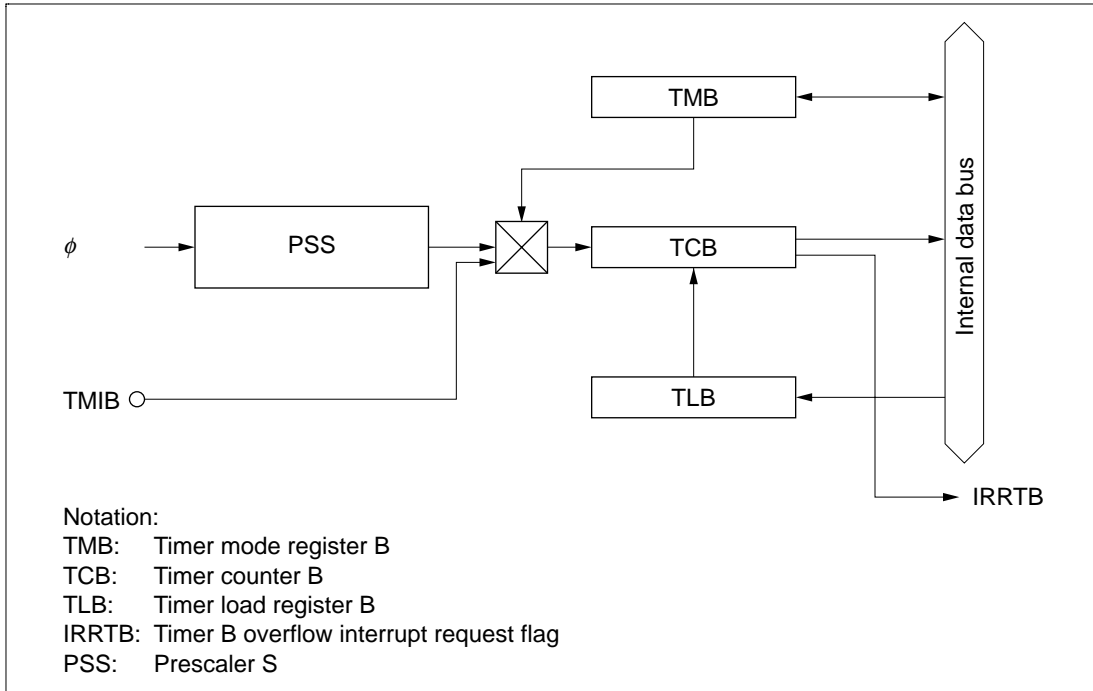 TMB
Internal data bus
ϕ
PSS
TCB
TMIB
TLB
IRRTB
Notation:
TMB: Timer mode register B
TCB: Timer counter B
TLB: Timer load register B
IRRTB: Timer B overflow interrupt request flag
PSS: Prescaler S